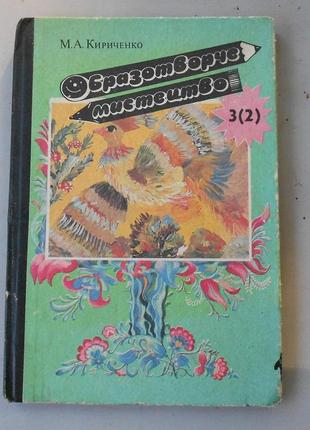 М.А. Кириченко
Образотворче
мистецтво
3(2)